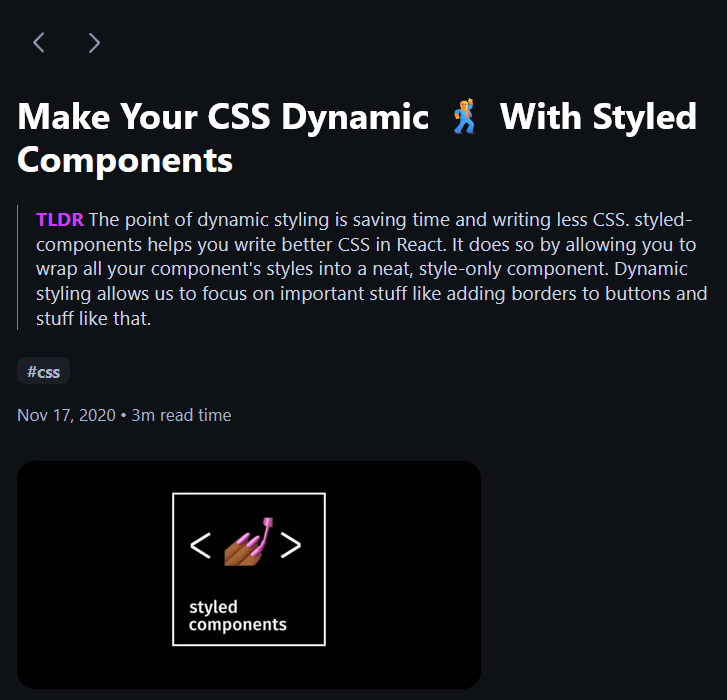 Make Your CSS Dynamic 🕺 With Styled
Components
TLDR The point of dynamic styling is saving time and writing less CSS. styled-
components helps you write better CSS in React. It does so by allowing you to
wrap all your component's styles into a neat, style-only component. Dynamic
styling allows us to focus on important stuff like adding borders to buttons and
stuff like that.
#css
Nov 17, 2020 • 3m read time
< 💅🏾 >
styled
components